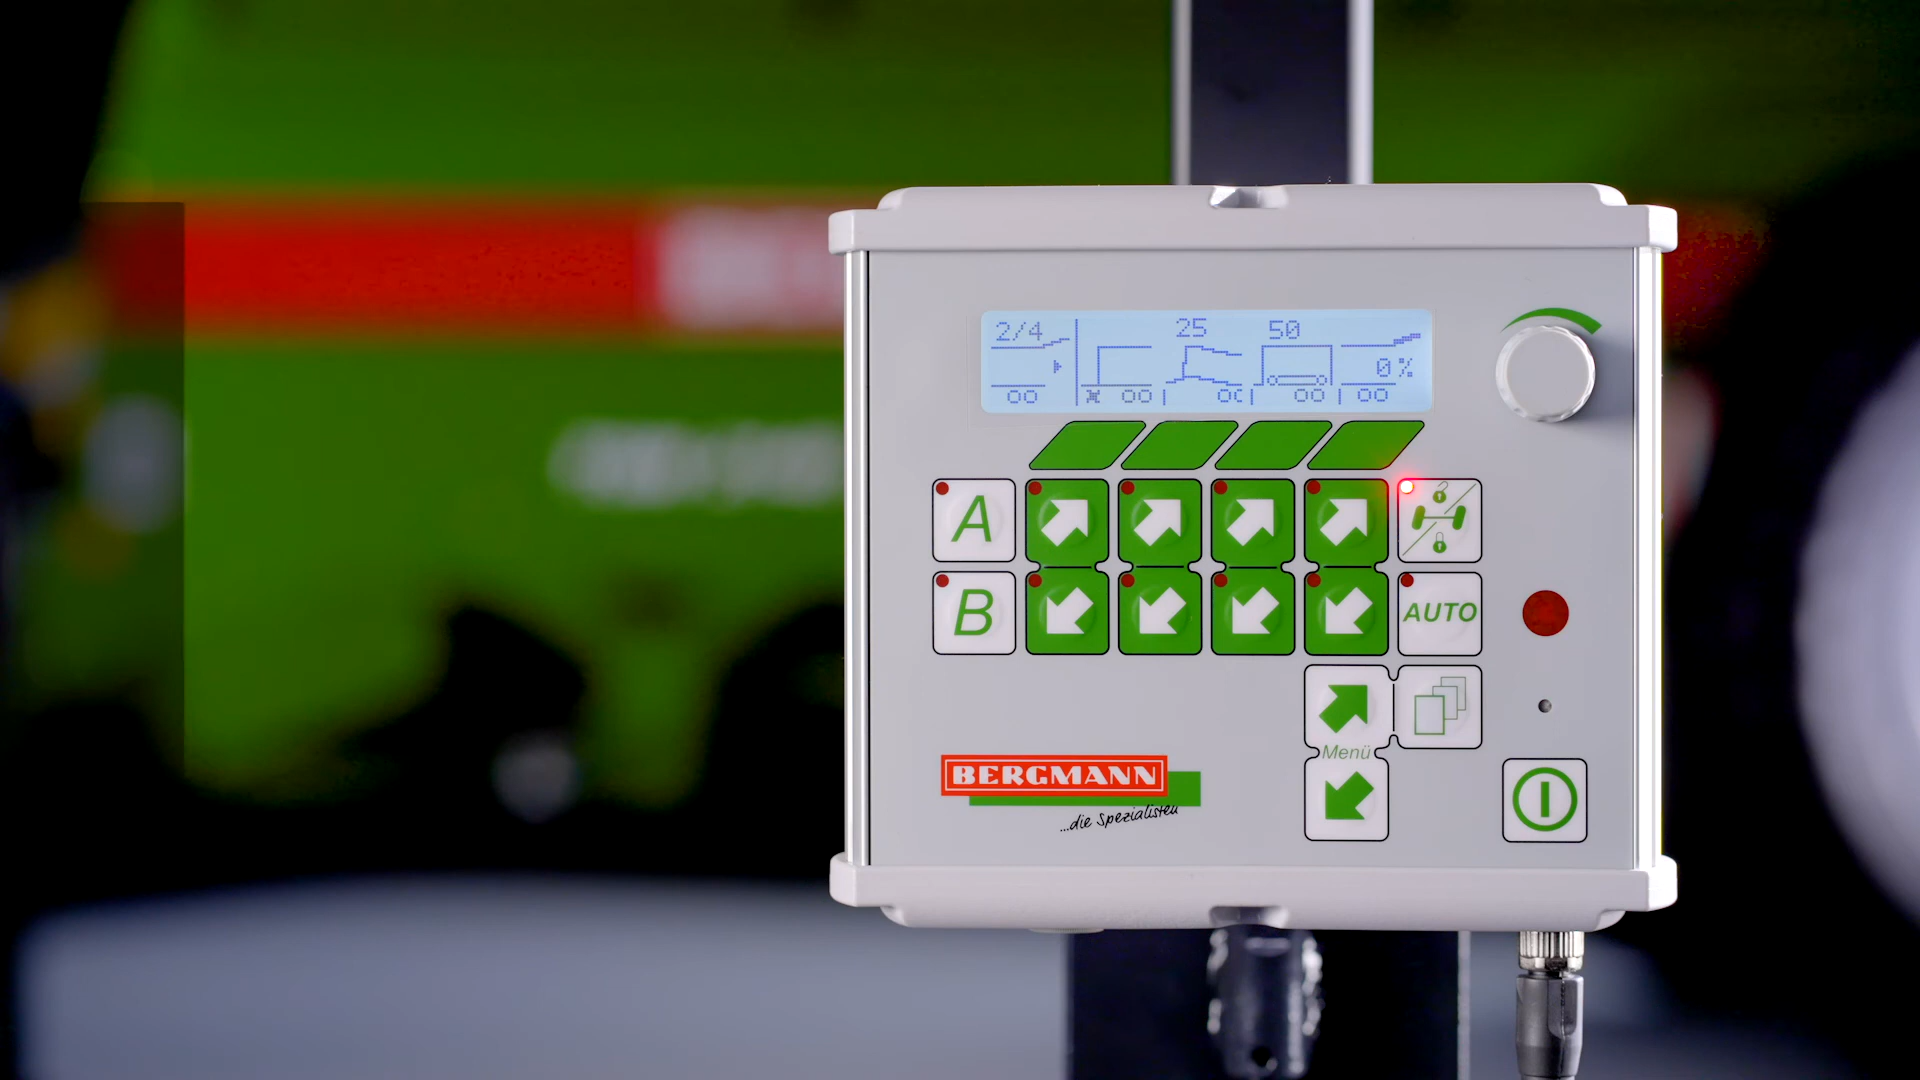 2/4 25 50
0%
A
B
AUTO
Menü
BERGMANN
...die Spezialisten